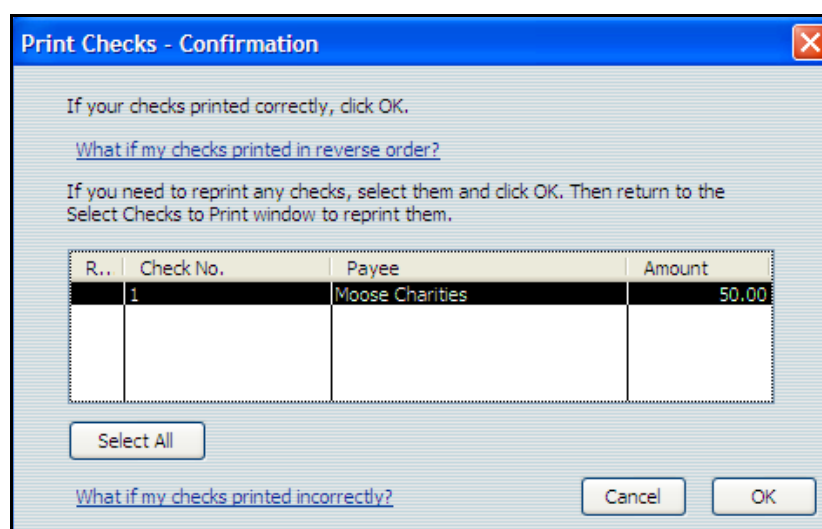 Print Checks - Confirmation
If your checks printed correctly, click OK.
What if my checks printed in reverse order?
If you need to reprint any checks, select them and click OK. Then return to the
Select Checks to Print window to reprint them.
R... Check No. Payee Amount
1 Moose Charities 50.00
Select All
What if my checks printed incorrectly? Cancel OK